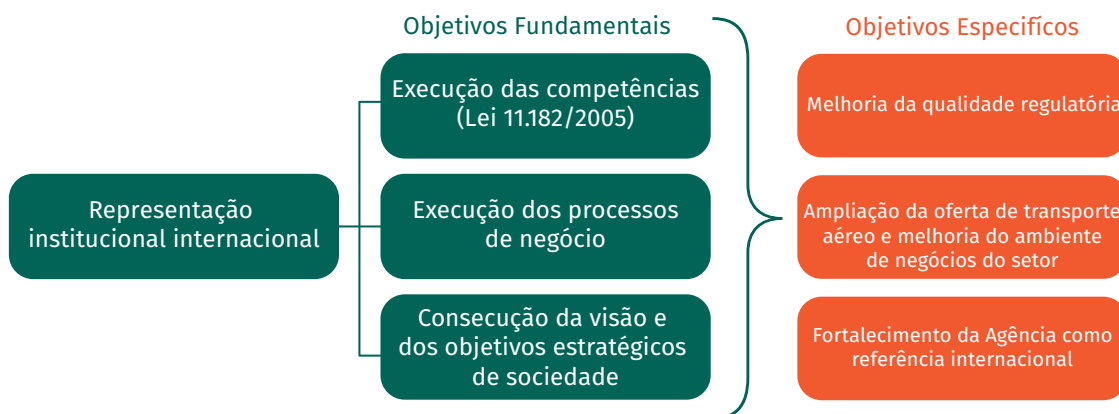 Objetivos Fundamentais
Objetivos Especifícos
Representação
institucional internacional
Execução das competências
(Lei 11.182/2005)
Execução dos processos
de negócio
Consecução da visão e
dos objetivos estratégicos
de sociedade
Melhoria da qualidade regulatória
Ampliação da oferta de transporte
aéreo e melhoria do ambiente
de negócios do setor
Fortalecimento da Agência como
referência internacional